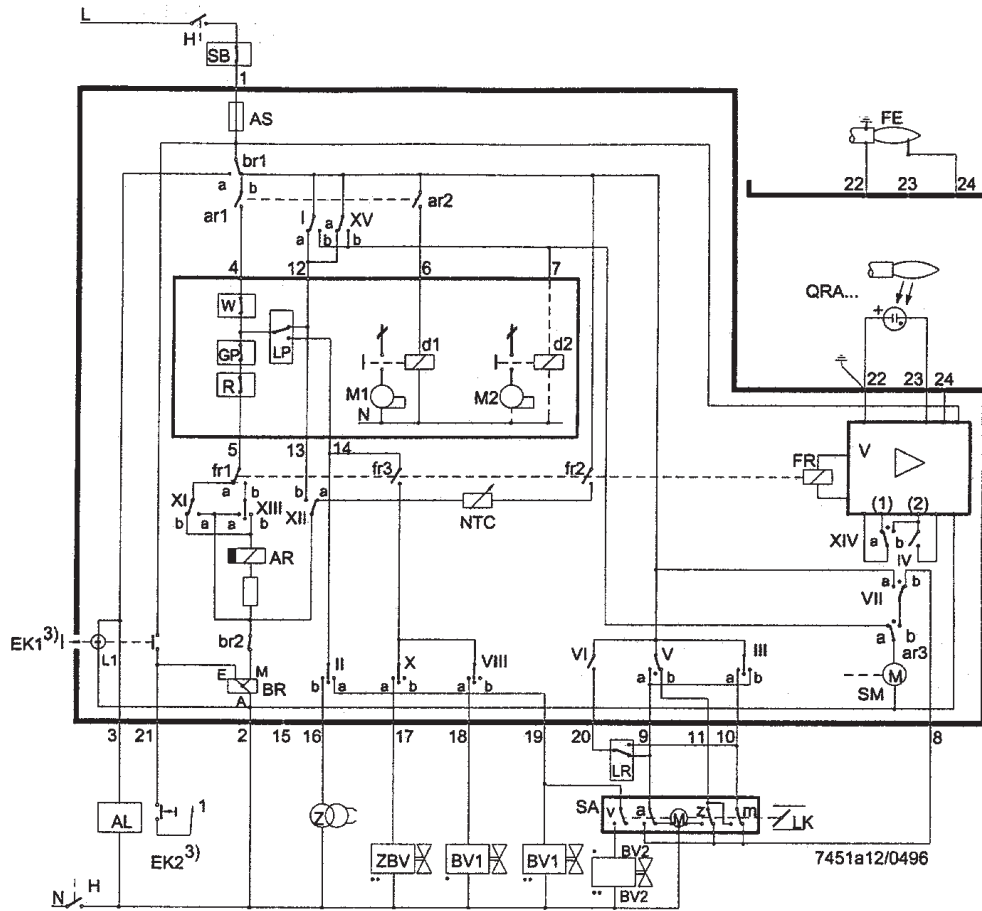 L
H
SB
1
AS
FE
br1
a b
22 23 24
ar1 ar2
I a XV
a b b
4 12 6 7
QRA...
+
W
GP LP d1 d2
R
M1 M2
N
22 23 24
V
5 13 14
fr1 fr3 fr2 FR
a b b a
XI XIII XII
b a a b
NTC
(1) (2)
XIV a b
IV
AR
a b
VII
EK1 3)
L1
br2
E M
BR
A
II X VIII
b a a b a b
VI V III
a b a b
a b
ar3
SM M
3 21 2 15 16 17 18 19 20 9 11 10 8
LR
SA v a M z m
LK
AL
1
EK2 3)
Z
ZBV BV1 BV1 BV2
BV2
7451a12/0496
N H